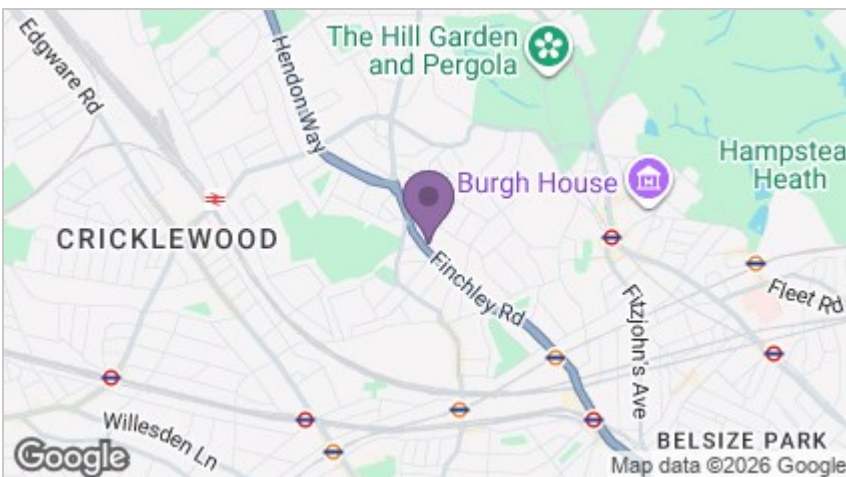 Edgware Rd
Hendon Way
The Hill Garden
and Pergola
Hampstea
Heath
Burgh House
CRICKLEWOOD
Finchley Rd
Fitzjohn's Ave
Fleet Rd
Willesden Ln
BELSIZE PARK
Google
Map data ©2026 Google